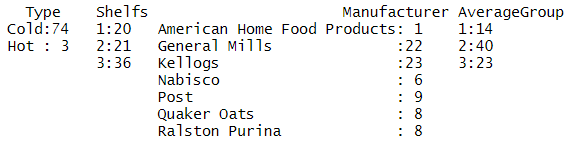 Type Shelfs Manufacturer AverageGroup
Cold:74 1:20 American Home Food Products: 1 1:14
Hot : 3 2:21 General Mills :22 2:40
3:36 Kellogs :23 3:23
Nabisco : 6
Post : 9
Quaker Oats : 8
Ralston Purina : 8